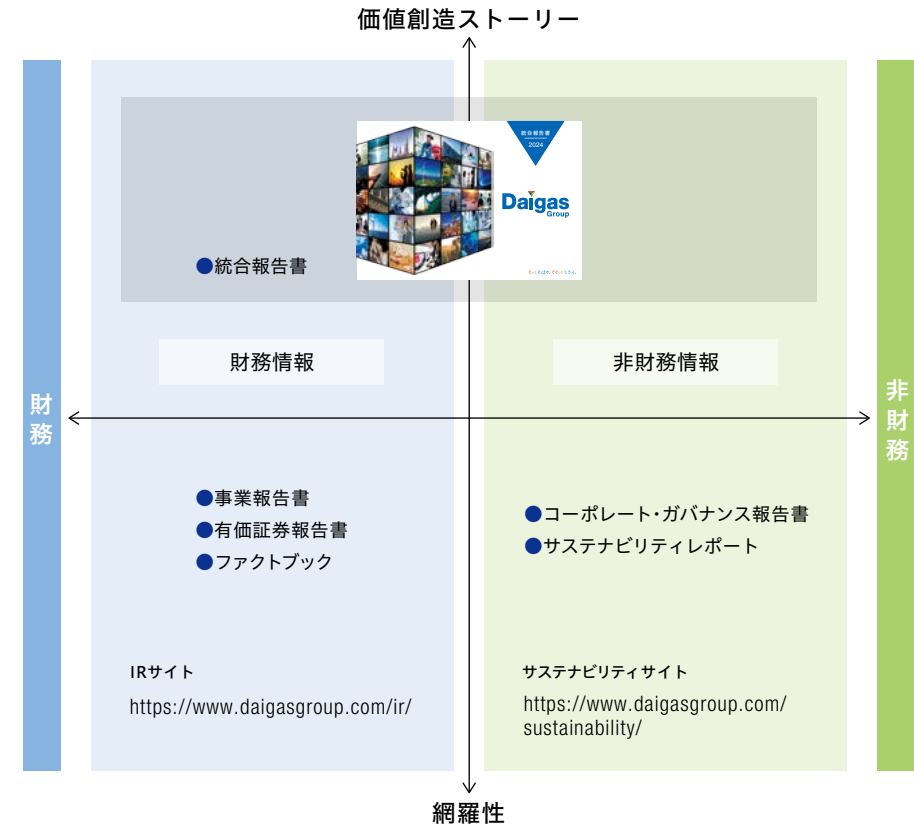 価値創造ストーリー
統合報告書
2024
Daigas
Group
●統合報告書
財務情報
非財務情報
財務
非財務
●事業報告書
●有価証券報告書
●ファクトブック
●コーポレート・ガバナンス報告書
●サステナビリティレポート
IRサイト
https://www.daigasgroup.com/ir/
サステナビリティサイト
https://www.daigasgroup.com/
sustainability/
網羅性